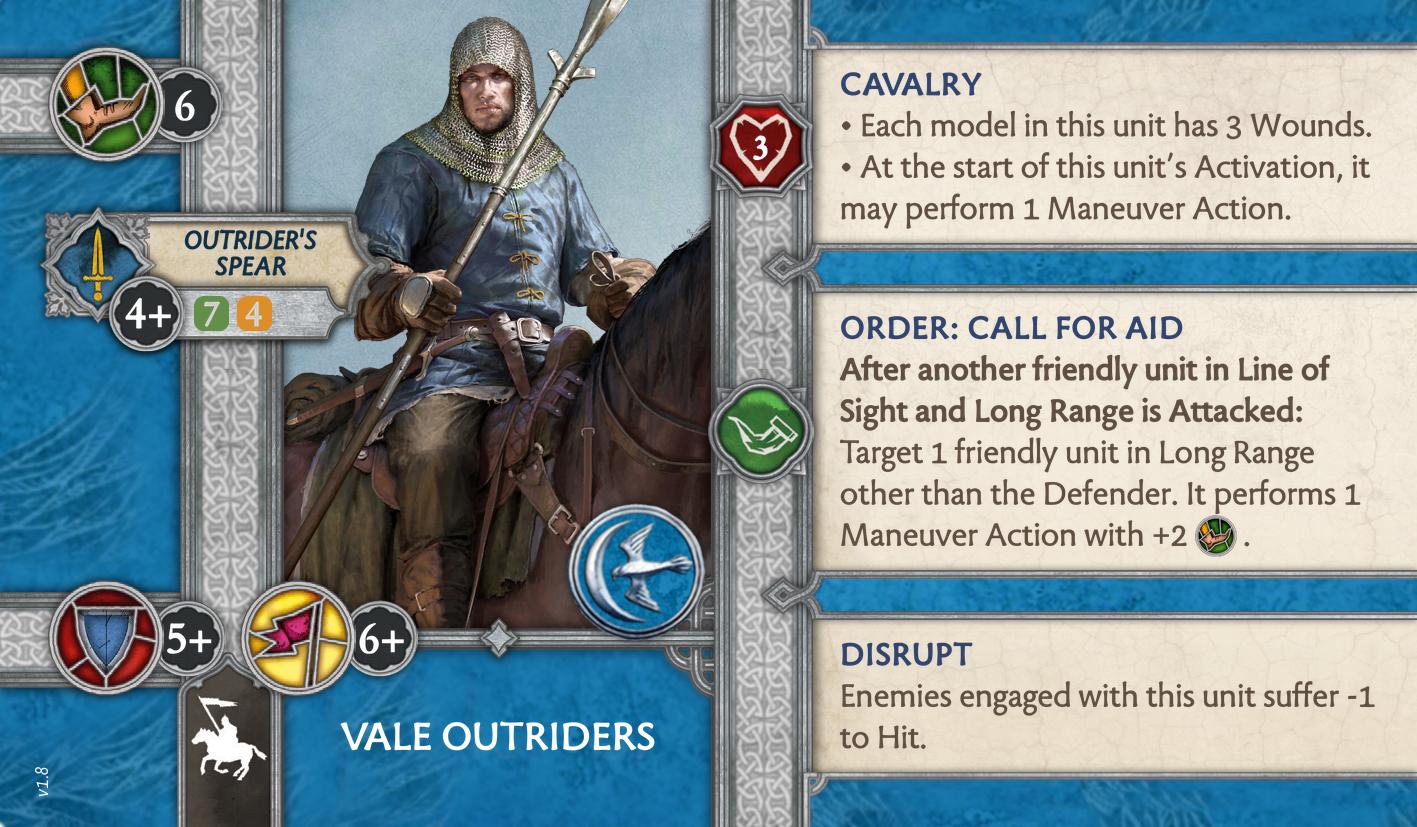 6
OUTRIDER'S
SPEAR
4+ 7 4
5+ 6+
VALE OUTRIDERS
v1.8
3
CAVALRY
• Each model in this unit has 3 Wounds.
• At the start of this unit's Activation, it
may perform 1 Maneuver Action.
ORDER: CALL FOR AID
After another friendly unit in Line of
Sight and Long Range is Attacked:
Target 1 friendly unit in Long Range
other than the Defender. It performs 1
Maneuver Action with +2 .
DISRUPT
Enemies engaged with this unit suffer -1
to Hit.